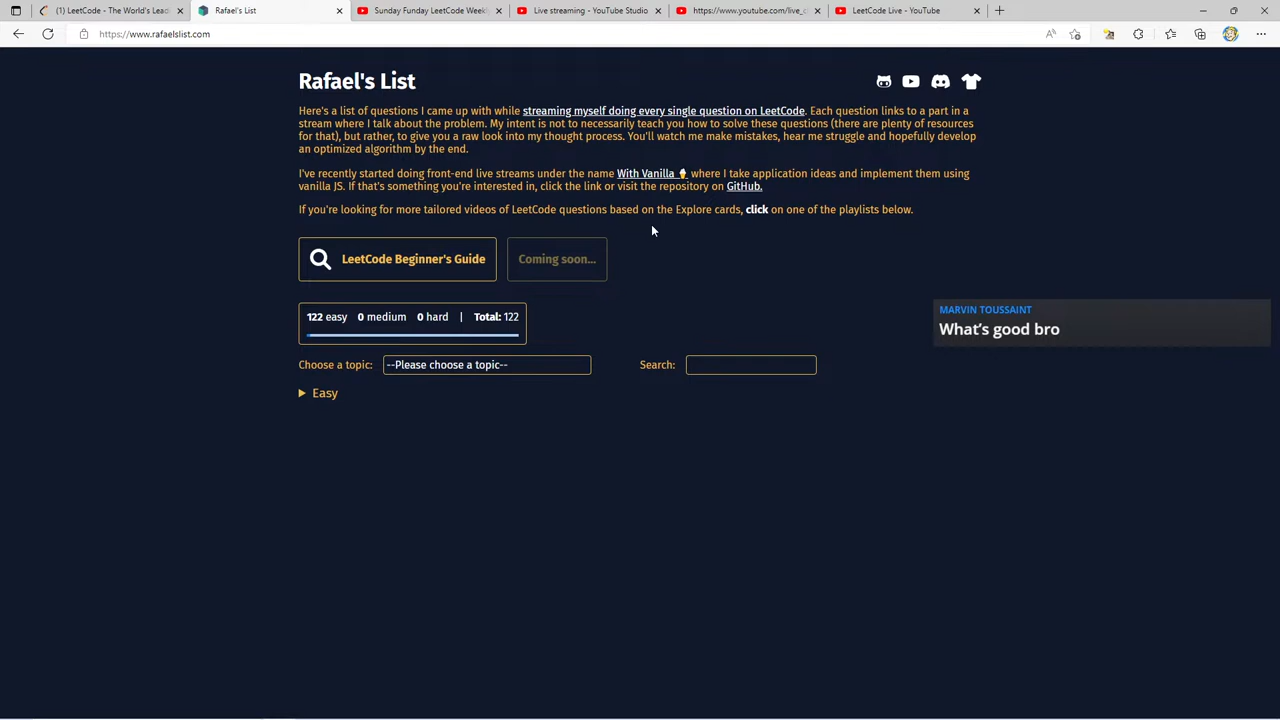 (1) LeetCode - The World's Lead
Rafael's List
Sunday Funday LeetCode Week
Live streaming - YouTube Studio
https://www.youtube.com/live_c
LeetCode Live - YouTube
https://www.rafaelslist.com
Rafael's List
Here's a list of questions I came up with while streaming myself doing every single question on LeetCode. Each question links to a part in a
stream where I talk about the problem. My intent is not to necessarily teach you how to solve these questions (there are plenty of resources
for that), but rather, to give you a raw look into my thought process. You'll watch me make mistakes, hear me struggle and hopefully develop
an optimized algorithm by the end.
I've recently started doing front-end live streams under the name With Vanilla 🍦 where I take application ideas and implement them using
vanilla JS. If that's something you're interested in, click the link or visit the repository on GitHub.
If you're looking for more tailored videos of LeetCode questions based on the Explore cards, click on one of the playlists below.
LeetCode Beginner's Guide
Coming soon...
122 easy 0 medium 0 hard | Total: 122
MARVIN TOUSSAINT
What's good bro
Choose a topic: --Please choose a topic-- Search:
Easy